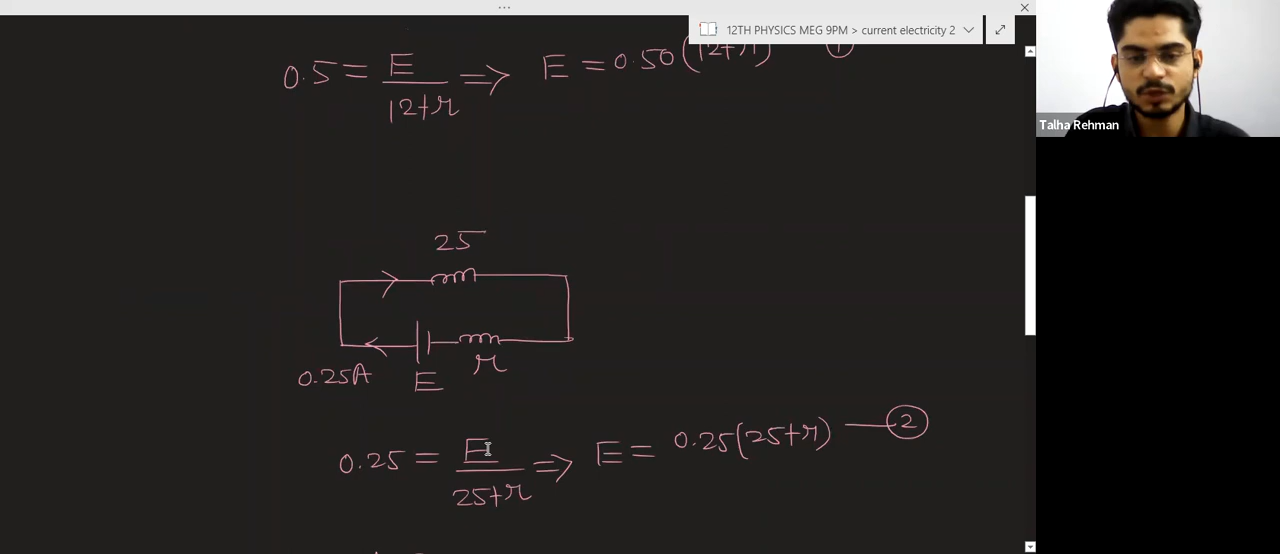 12TH PHYSICS MEG 9PM > current electricity 2
0.5 = E / 12+r => E = 0.50(12+r) 1
Talha Rehman
25
0.25A E r
0.25 = E / 25+r => E = 0.25(25+r) — 2